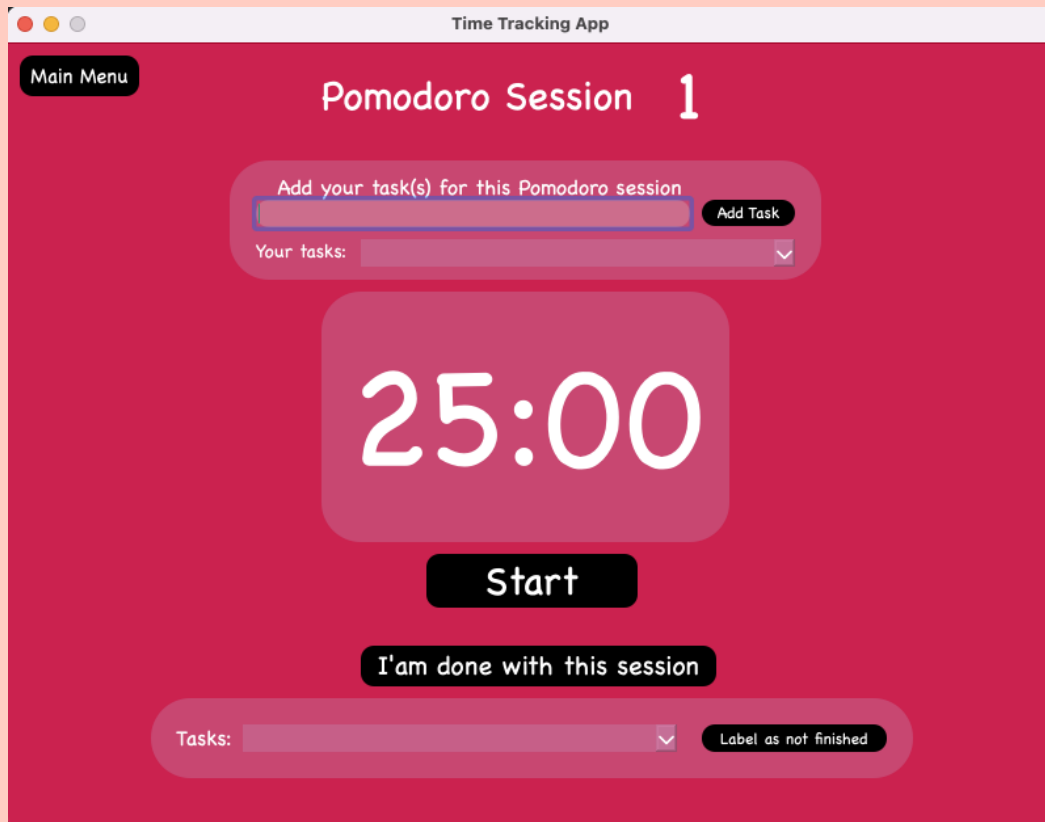 Time Tracking App
Main Menu
Pomodoro Session 1
Add your task(s) for this Pomodoro session
Add Task
Your tasks:
25:00
Start
I'am done with this session
Tasks:
Label as not finished